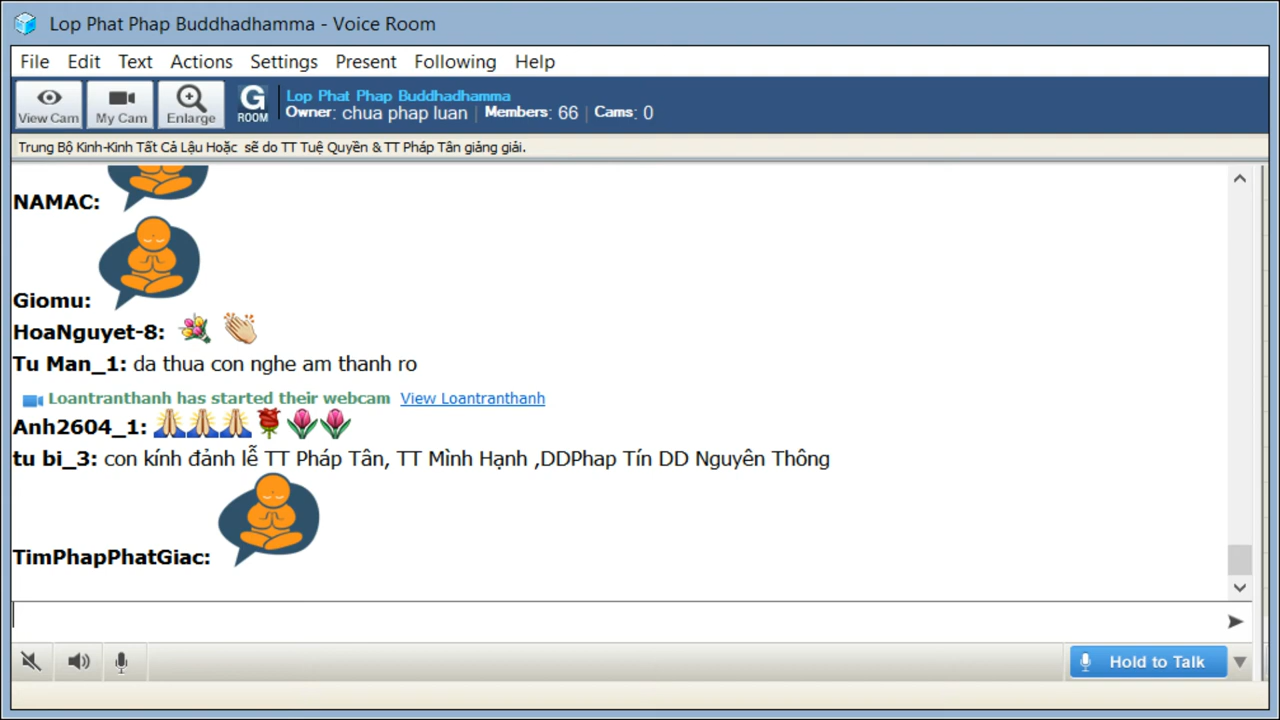 Lop Phat Phap Buddhadhamma - Voice Room
File Edit Text Actions Settings Present Following Help
View Cam My Cam Enlarge G ROOM
Lop Phat Phap Buddhadhamma
Owner: chua phap luan | Members: 66 | Cams: 0
Trung Bộ Kinh-Kinh Tất Cả Lậu Hoặc sẽ do TT Tuệ Quyền & TT Pháp Tân giảng giải.
NAMAC:
Giomu:
HoaNguyet-8: 💐 👏
Tu Man_1: da thua con nghe am thanh ro
Loantranthanh has started their webcam View Loantranthanh
Anh2604_1: 🙏🙏🙏🌹🌷🌷
tu bi_3: con kính đảnh lễ TT Pháp Tân, TT Mình Hạnh ,DDPhap Tín DD Nguyên Thông
TimPhapPhatGiac:
Hold to Talk